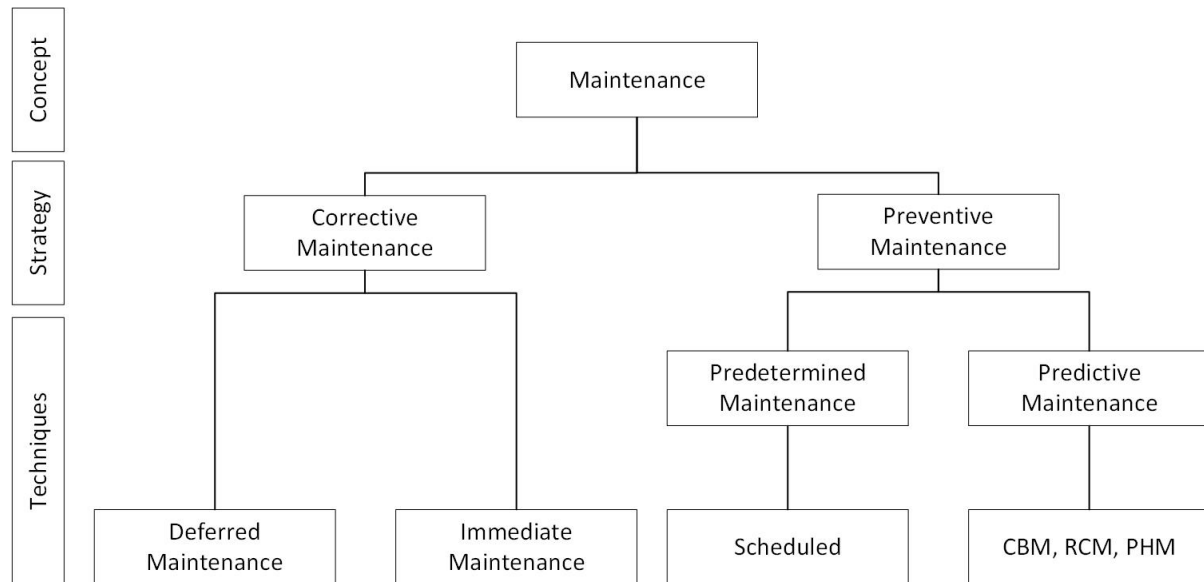 Concept
Maintenance
Strategy
Corrective
Maintenance
Preventive
Maintenance
Techniques
Predetermined
Maintenance
Predictive
Maintenance
Deferred
Maintenance
Immediate
Maintenance
Scheduled
CBM, RCM, PHM